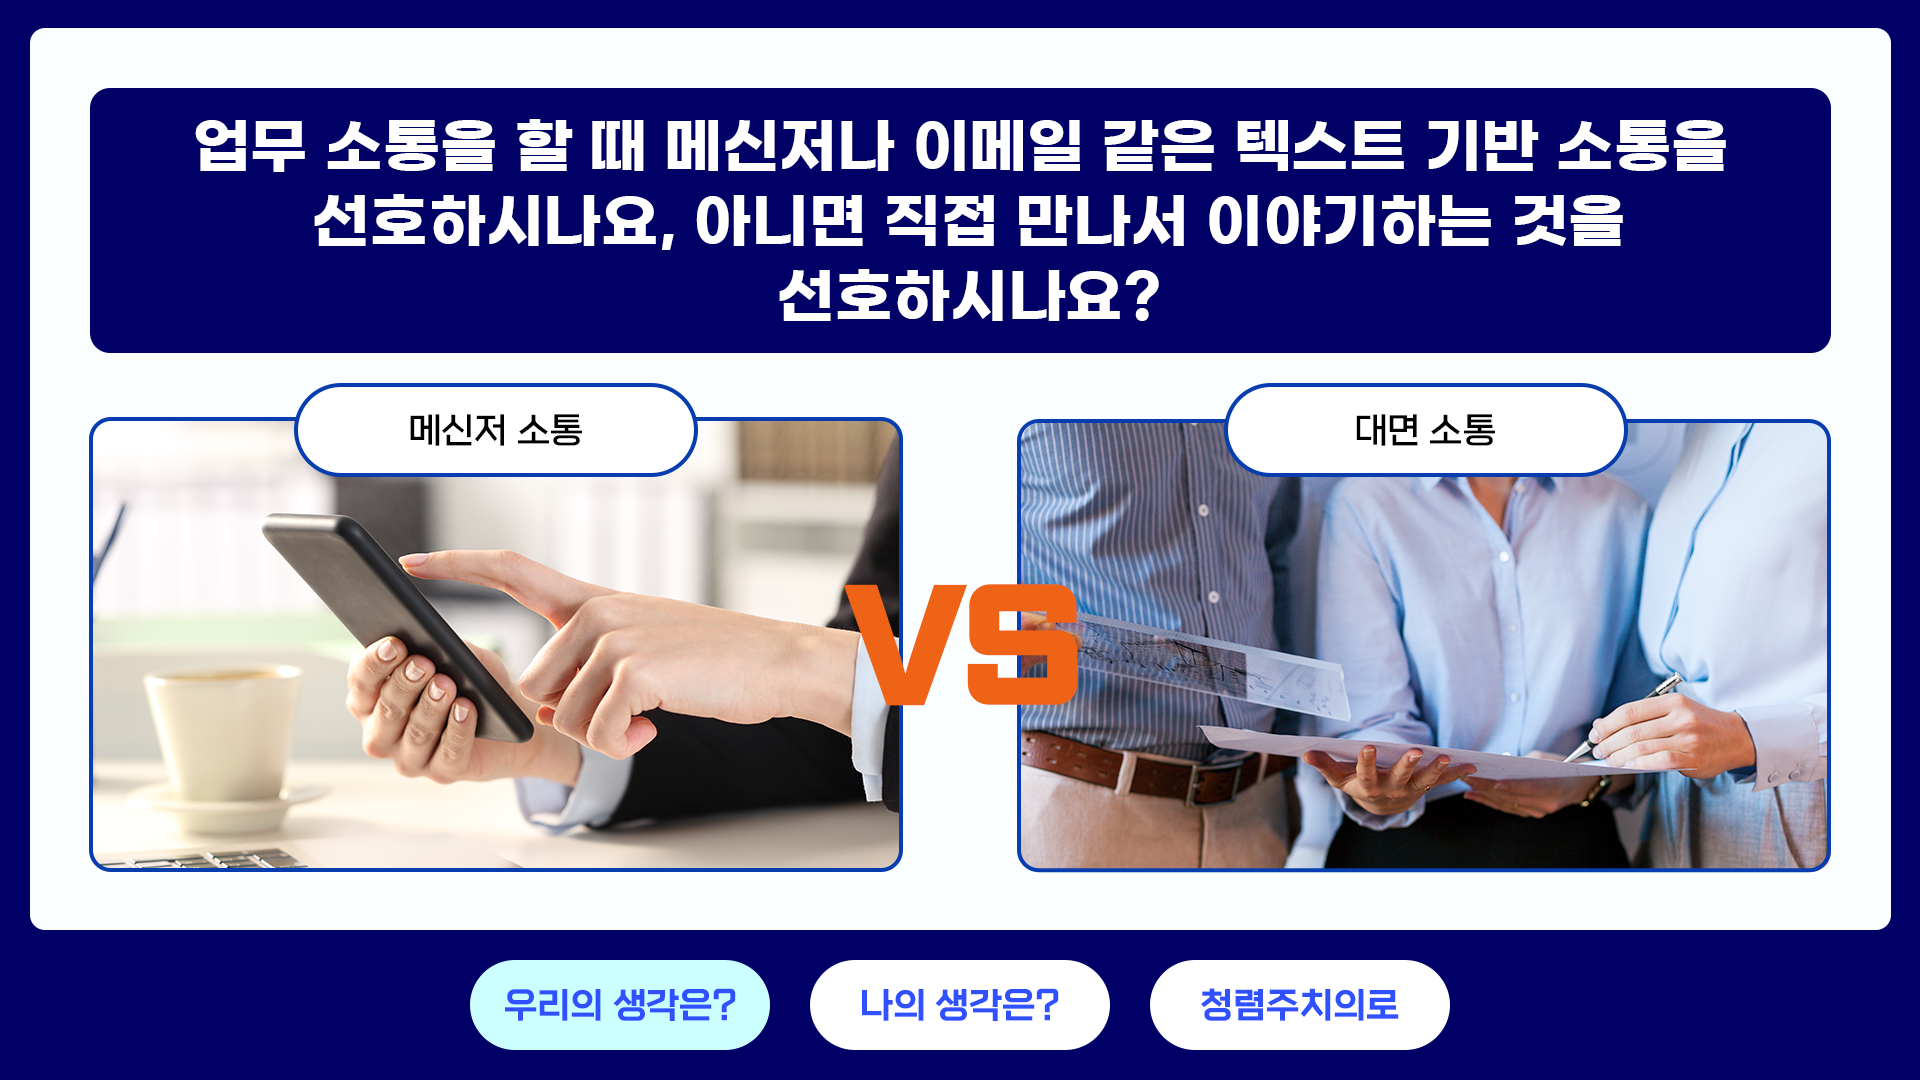 업무 소통을 할 때 메신저나 이메일 같은 텍스트 기반 소통을
선호하시나요, 아니면 직접 만나서 이야기하는 것을
선호하시나요?
메신저 소통
대면 소통
VS
우리의 생각은?
나의 생각은?
청렴주치의로